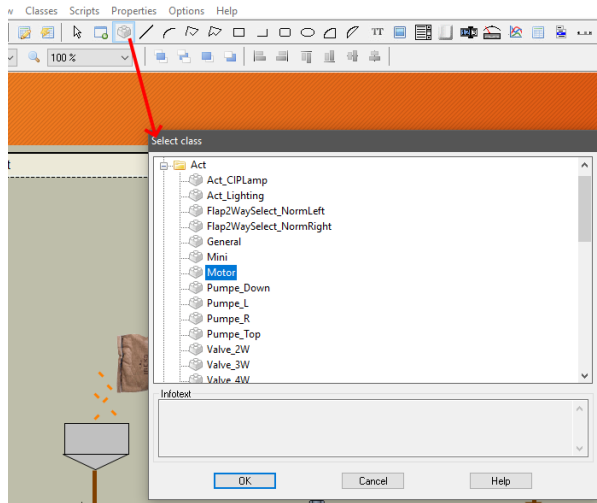 w Classes Scripts Properties Options Help
TT
100 %
Select class
t
Act
Act_CIPLamp
Act_Lighting
Flap2WaySelect_NormLeft
Flap2WaySelect_NormRight
General
Mini
Motor
Pumpe_Down
Pumpe_L
Pumpe_R
Pumpe_Top
Valve_2W
Valve_3W
Valve_4W
Infotext
OK Cancel Help